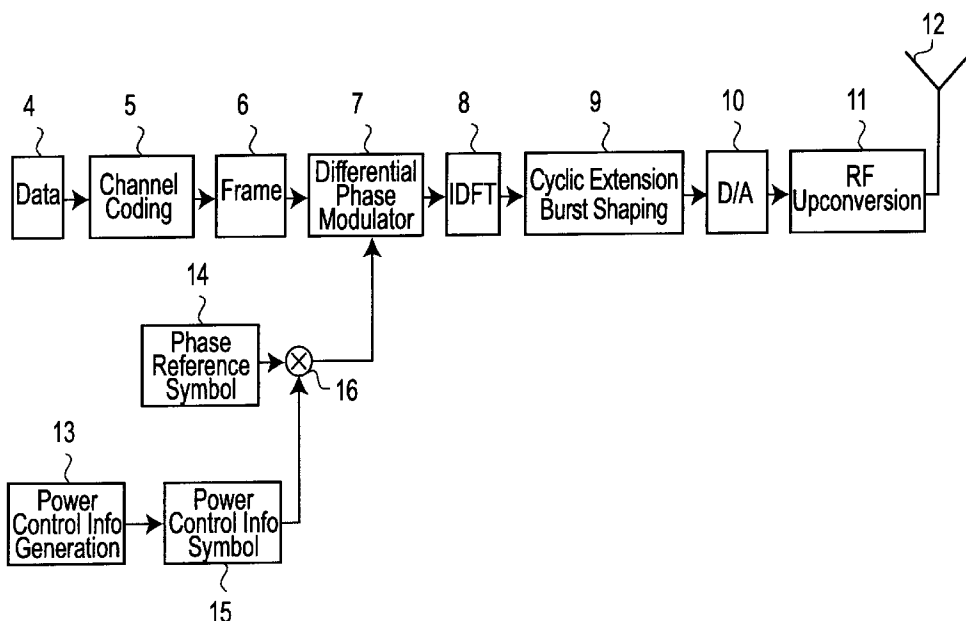 12
4
5
6
7
8
9
10
11
Data
Channel
Coding
Frame
Differential
Phase
Modulator
IDFT
Cyclic Extension
Burst Shaping
D/A
RF
Upconversion
14
Phase
Reference
Symbol
16
13
Power
Control Info
Generation
Power
Control Info
Symbol
15